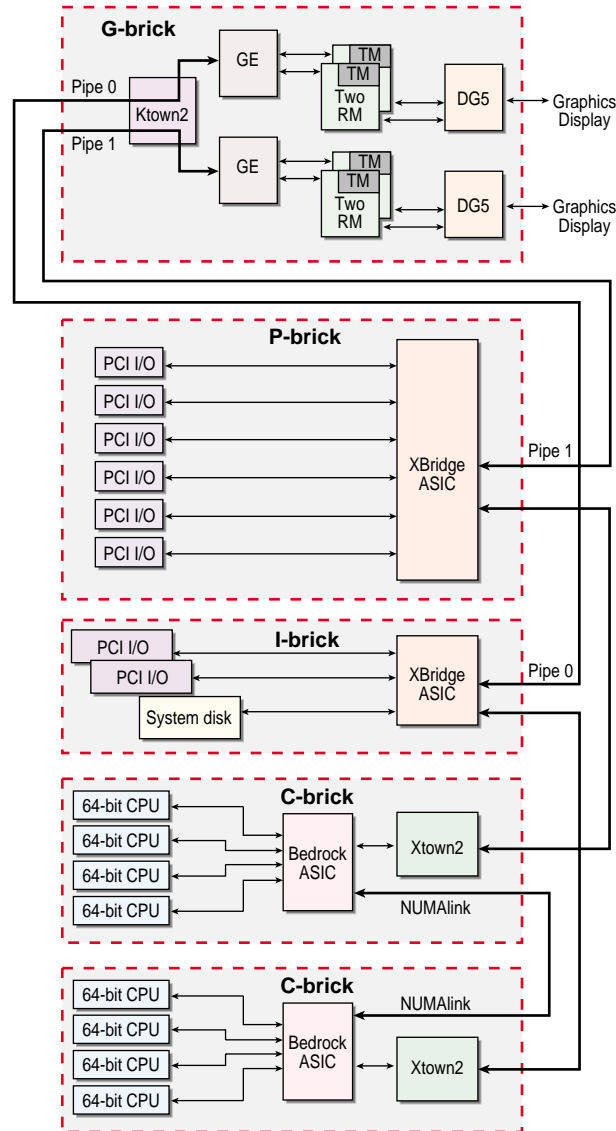 G-brick
Pipe 0
Ktown2
Pipe 1
GE
TM
TM
Two
RM
DG5
Graphics
Display
GE
TM
TM
Two
RM
DG5
Graphics
Display
P-brick
PCI I/O
PCI I/O
PCI I/O
PCI I/O
PCI I/O
PCI I/O
XBridge
ASIC
Pipe 1
I-brick
PCI I/O
PCI I/O
System disk
XBridge
ASIC
Pipe 0
C-brick
64-bit CPU
64-bit CPU
64-bit CPU
64-bit CPU
Bedrock
ASIC
Xtown2
NUMAlink
C-brick
64-bit CPU
64-bit CPU
64-bit CPU
64-bit CPU
Bedrock
ASIC
NUMAlink
Xtown2